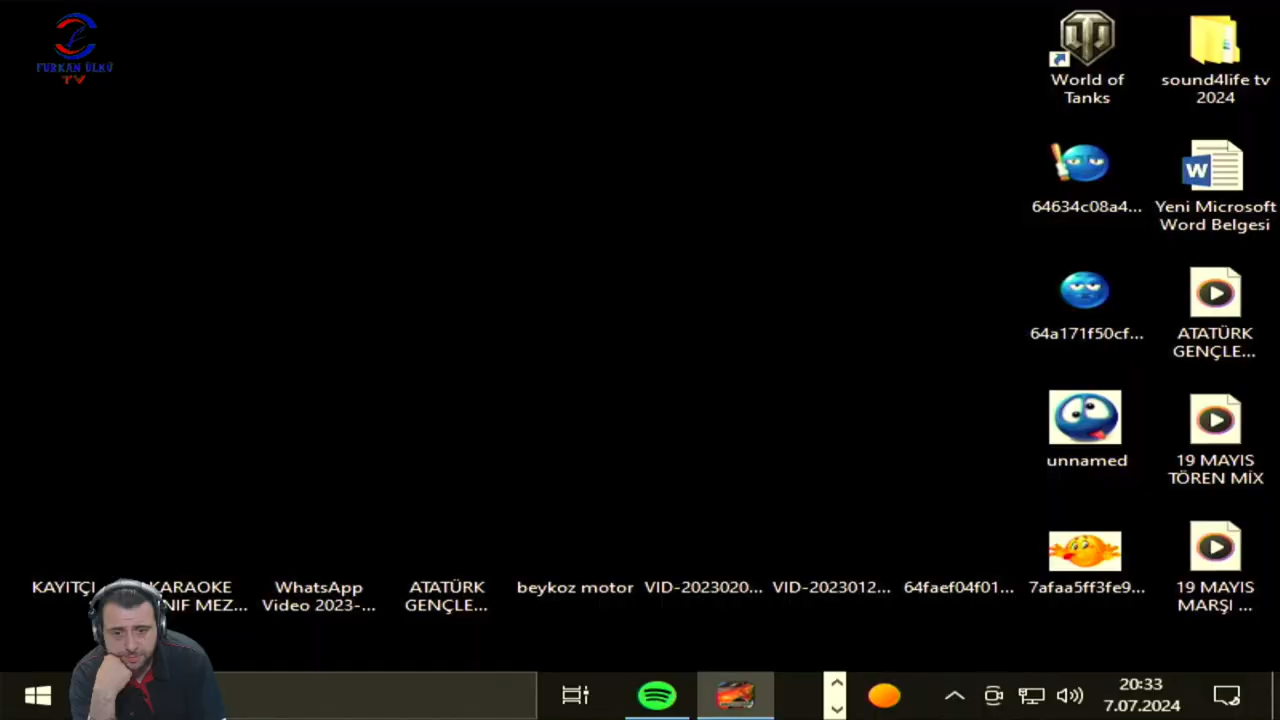 FURKAN ÜLKÜ
TV
World of
Tanks
sound4life tv
2024
64634c08a4...
Yeni Microsoft
Word Belgesi
64a171f50cf...
ATATÜRK
GENÇLE...
unnamed
19 MAYIS
TÖREN MİX
KAYITÇI
KARAOKE
NIF MEZ...
WhatsApp
Video 2023-...
ATATÜRK
GENÇLE...
beykoz motor
VID-2023020...
VID-2023012...
64faef04f01...
7afaa5ff3fe9...
19 MAYIS
MARŞI ...
W
20:33
7.07.2024